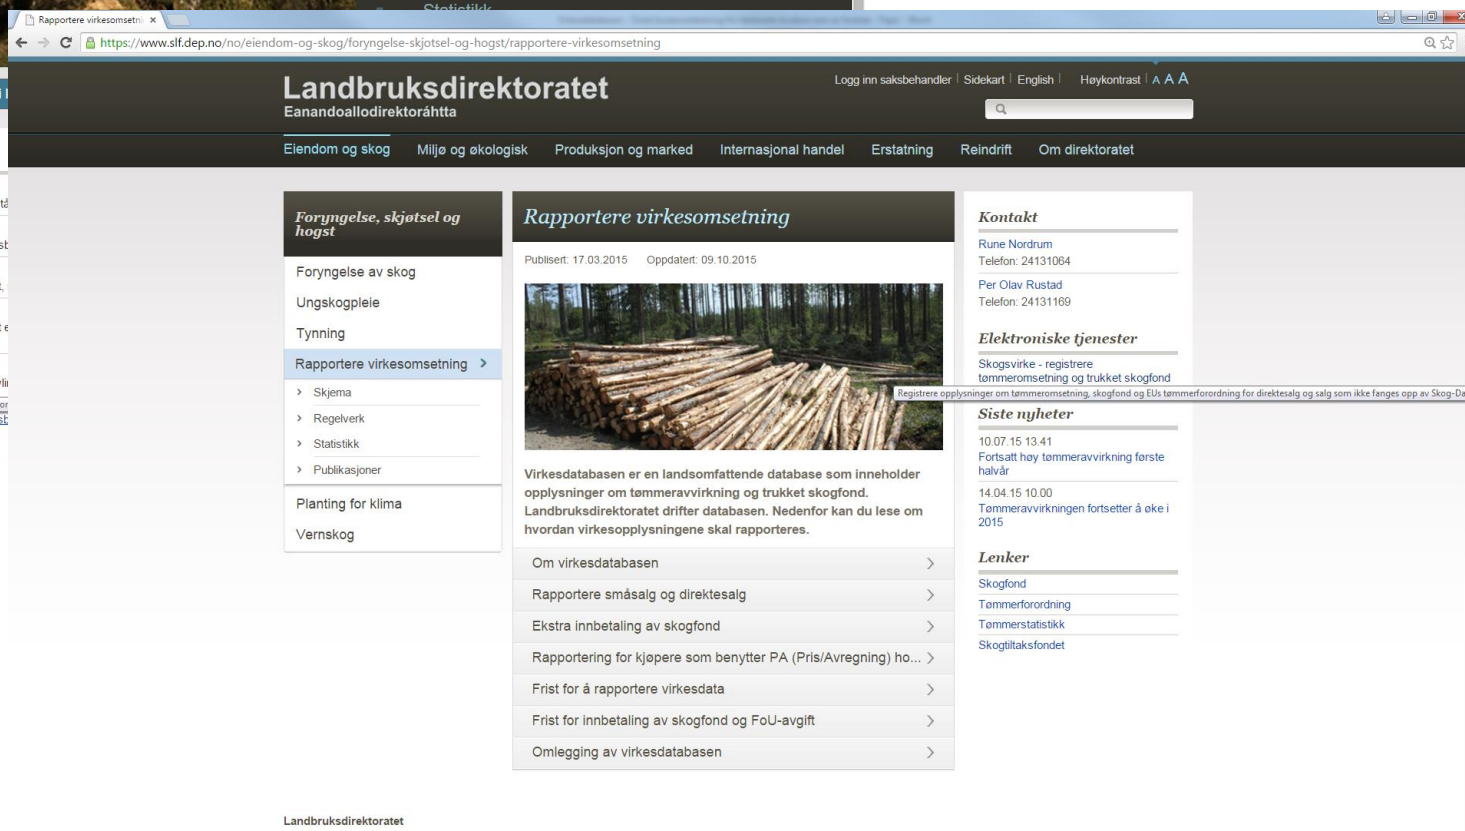 Statistikk
Rapportere virkesomsetn
https://www.slf.dep.no/no/eiendom-og-skog/foryngelse-skjotsel-og-hogst/rapportere-virkesomsetning
Landbruksdirektoratet
Eanandoallodirektoráhtta
Logg inn saksbehandler
Sidekart
English
Høykontrast
A A A
Eiendom og skog
Miljø og økologisk
Produksjon og marked
Internasjonal handel
Erstatning
Reindrift
Om direktoratet
Foryngelse, skjøtsel og
hogst
Foryngelse av skog
Ungskogpleie
Tynning
Rapportere virkesomsetning
Skjema
Regelverk
Statistikk
Publikasjoner
Planting for klima
Vernskog
Rapportere virkesomsetning
Publisert: 17.03.2015 Oppdatert: 09.10.2015
Virkesdatabasen er en landsomfattende database som inneholder
opplysninger om tømmeravvirkning og trukket skogfond.
Landbruksdirektoratet drifter databasen. Nedenfor kan du lese om
hvordan virkesopplysningene skal rapporteres.
Om virkesdatabasen
Rapportere småsalg og direktesalg
Ekstra innbetaling av skogfond
Rapportering for kjøpere som benytter PA (Pris/Avregning) ho...
Frist for å rapportere virkesdata
Frist for innbetaling av skogfond og FoU-avgift
Omlegging av virkesdatabasen
Kontakt
Rune Nordrum
Telefon: 24131064
Per Olav Rustad
Telefon: 24131169
Elektroniske tjenester
Skogsvirke - registrere
tømmeromsetning og trukket skogfond
Registrere opplysninger om tømmeromsetning, skogfond og EUs tømmerforordning for direktesalg og salg som ikke fanges opp av Skog-Da
Siste nyheter
10.07.15 13.41
Fortsatt høy tømmeravvirkning første
halvår
14.04.15 10.00
Tømmeravvirkningen fortsetter å øke i
2015
Lenker
Skogfond
Tømmerforordning
Tømmerstatistikk
Skogtiltaksfondet
Landbruksdirektoratet